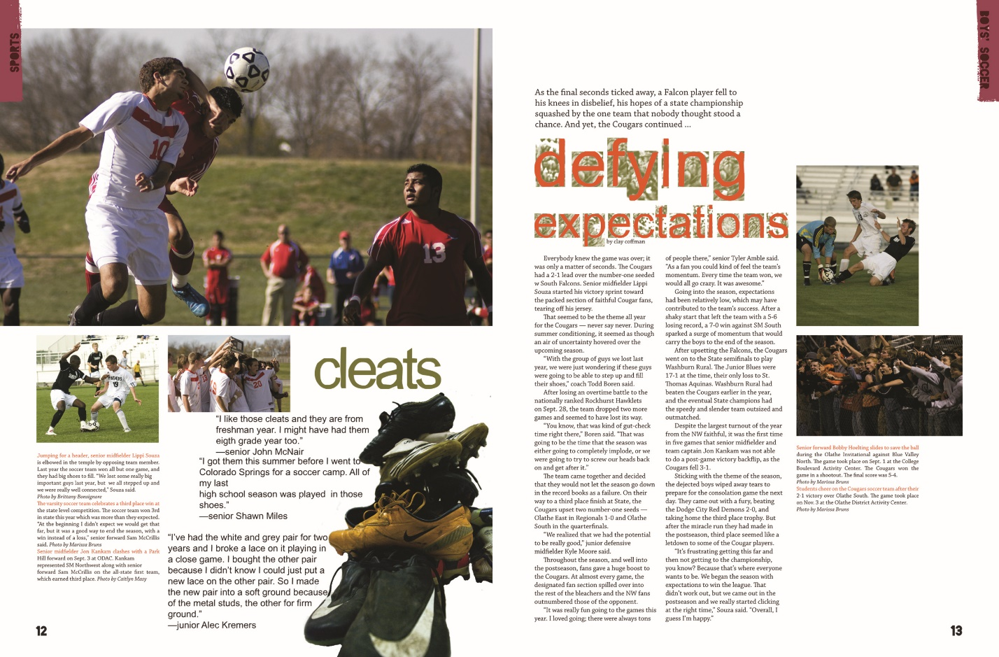 SPORTS
10
13
cleats
"I like those cleats and they are from
freshman year. I might have had them
eigth grade year too."
—senior John McNair
"I got them this summer before I went to
Colorado Springs for a soccer camp. All of
my last
high school season was played in those
shoes."
—senior Shawn Miles
"I've had the white and grey pair for two
years and I broke a lace on it playing in
a close game. I bought the other pair
because I didn't know I could just put a
new lace on the other pair. So I made
the new pair into a soft ground because
of the metal studs, the other for firm
ground."
—junior Alec Kremers
Jumping for a header, senior midfielder Lippi Souza
is elbowed in the temple by opposing team member.
Last year the soccer team won all but one game, and
they had big shoes to fill. "We lost some really big
important guys last year, but we all stepped up and
we were really well connected," Souza said.
Photo by Brittany Bonsignore
The varsity soccer team celebrates a third place win at
the state level competition. The soccer team won 3rd
in state this year which was more than they expected.
"At the beginning I didn't expect we would get that
far, but it was a good way to end the season, with a
win instead of a loss," senior forward Sam McCrillis
said. Photo by Marissa Bruns
Senior midfielder Jon Kankam clashes with a Park
Hill forward on Sept. 3 at ODAC. Kankam
represented SM Northwest along with senior
forward Sam McCrillis on the all-state first team,
which earned third place. Photo by Caitlyn Massy
12
BOYS' SOCCER
As the final seconds ticked away, a Falcon player fell to
his knees in disbelief, his hopes of a state championship
squashed by the one team that nobody thought stood a
chance. And yet, the Cougars continued ...
defying
expectations
by clay coffman
Everybody knew the game was over; it
was only a matter of seconds. The Cougars
had a 2-1 lead over the number-one seeded
w South Falcons. Senior midfielder Lippi
Souza started his victory sprint toward
the packed section of faithful Cougar fans,
tearing off his jersey.
That seemed to be the theme all year
for the Cougars — never say never. During
summer conditioning, it seemed as though
an air of uncertainty hovered over the
upcoming season.
"With the group of guys we lost last
year, we were just wondering if these guys
were going to be able to step up and fill
their shoes," coach Todd Boren said.
After losing an overtime battle to the
nationally ranked Rockhurst Hawklets
on Sept. 28, the team dropped two more
games and seemed to have lost its way.
"You know, that was kind of gut-check
time right there," Boren said. "That was
going to be the time that the season was
either going to completely implode, or we
were going to try to screw our heads back
on and get after it."
The team came together and decided
that they would not let the season go down
in the record books as a failure. On their
way to a third place finish at State, the
Cougars upset two number-one seeds —
Olathe East in Regionals 1-0 and Olathe
South in the quarterfinals.
"We realized that we had the potential
to be really good," junior defensive
midfielder Kyle Moore said.
Throughout the season, and well into
the postseason, fans gave a huge boost to
the Cougars. At almost every game, the
designated fan section spilled over into
the rest of the bleachers and the NW fans
outnumbered those of the opponent.
"It was really fun going to the games this
year. I loved going; there were always tons
of people there," senior Tyler Amble said.
"As a fan you could kind of feel the team's
momentum. Every time the team won, we
would all go crazy. It was awesome."
Going into the season, expectations
had been relatively low, which may have
contributed to the team's success. After a
shaky start that left the team with a 5-6
losing record, a 7-0 win against SM South
sparked a surge of momentum that would
carry the boys to the end of the season.
After upsetting the Falcons, the Cougars
went on to the State semifinals to play
Washburn Rural. The Junior Blues were
17-1 at the time, their only loss to St.
Thomas Aquinas. Washburn Rural had
beaten the Cougars earlier in the year,
and the eventual State champions had
the speedy and slender team outsized and
outmatched.
Despite the largest turnout of the year
from the NW faithful, it was the first time
in five games that senior midfielder and
team captain Jon Kankam was not able
to do a post-game victory backflip, as the
Cougars fell 3-1.
Sticking with the theme of the season,
the dejected boys wiped away tears to
prepare for the consolation game the next
day. They came out with a fury, beating
the Dodge City Red Demons 2-0, and
taking home the third place trophy. But
after the miracle run they had made in
the postseason, third place seemed like a
letdown to some of the Cougar players.
"It's frustrating getting this far and
then not getting to the championship,
you know? Because that's where everyone
wants to be. We began the season with
expectations to win the league. That
didn't work out, but we came out in the
postseason and we really started clicking
at the right time," Souza said. "Overall, I
guess I'm happy."
Senior forward Bobby Hoelting slides to save the ball
during the Olathe Invitational against Blue Valley
North. The game took place on Sept. 1 at the College
Boulevard Activity Center. The Cougars won the
game in a shootout. The final score was 5-4.
Photo by Marissa Bruns
Students cheer on the Cougars soccer team after their
2-1 victory over Olathe South. The game took place
on Nov. 3 at the Olathe District Activity Center.
Photo by Marissa Bruns
13